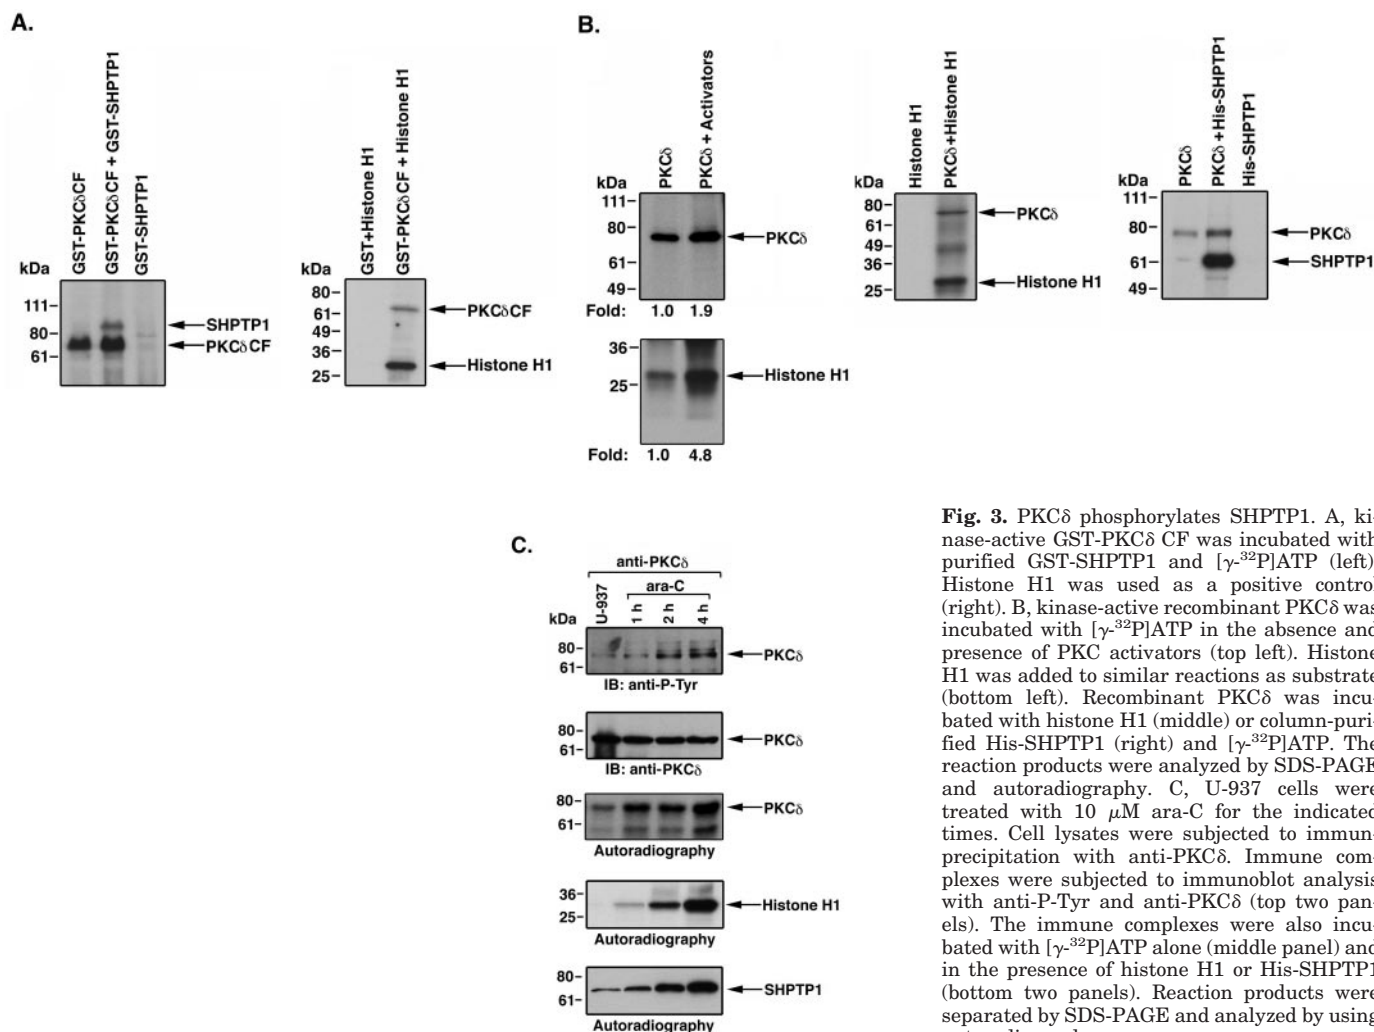 A.
GST-PKCδCF
GST-PKCδCF + GST-SHPTP1
GST-SHPTP1
kDa
111
80
61
SHPTP1
PKCδCF
GST+Histone H1
GST-PKCδCF + Histone H1
kDa
80
61
49
36
25
PKCδCF
Histone H1
B.
PKCδ
PKCδ + Activators
kDa
111
80
61
49
PKCδ
Fold: 1.0 1.9
36
25
Histone H1
Fold: 1.0 4.8
Histone H1
PKCδ+Histone H1
kDa
80
61
49
36
25
PKCδ
Histone H1
PKCδ
PKCδ + His-SHPTP1
His-SHPTP1
kDa
111
80
61
49
PKCδ
SHPTP1
C.
anti-PKCδ
ara-C
U-937
1 h
2 h
4 h
kDa
80
61
PKCδ
IB: anti-P-Tyr
80
61
PKCδ
IB: anti-PKCδ
80
61
PKCδ
Autoradiography
36
25
Histone H1
Autoradiography
80
61
SHPTP1
Autoradiography
Fig. 3. PKCδ phosphorylates SHPTP1. A, ki-
nase-active GST-PKCδ CF was incubated with
purified GST-SHPTP1 and [γ-³²P]ATP (left)
Histone H1 was used as a positive control
(right). B, kinase-active recombinant PKCδ was
incubated with [γ-³²P]ATP in the absence and
presence of PKC activators (top left). Histone
H1 was added to similar reactions as substrate
(bottom left). Recombinant PKCδ was incu-
bated with histone H1 (middle) or column-puri-
fied His-SHPTP1 (right) and [γ-³²P]ATP. The
reaction products were analyzed by SDS-PAGE
and autoradiography. C, U-937 cells were
treated with 10 μM ara-C for the indicated
times. Cell lysates were subjected to immun-
precipitation with anti-PKCδ. Immune com-
plexes were subjected to immunoblot analysis
with anti-P-Tyr and anti-PKCδ (top two pan-
els). The immune complexes were also incu-
bated with [γ-³²P]ATP alone (middle panel) and
in the presence of histone H1 or His-SHPTP1
(bottom two panels). Reaction products were
separated by SDS-PAGE and analyzed by using